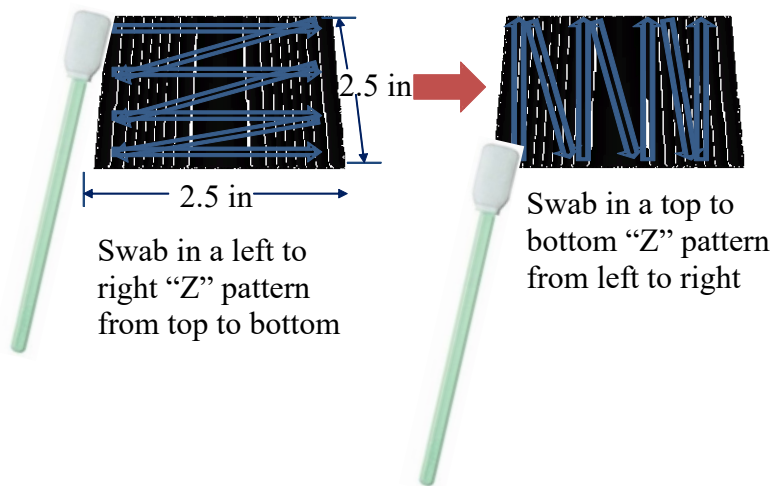 2.5 in
2.5 in
Swab in a left to
right “Z” pattern
from top to bottom
Swab in a top to
bottom “Z” pattern
from left to right